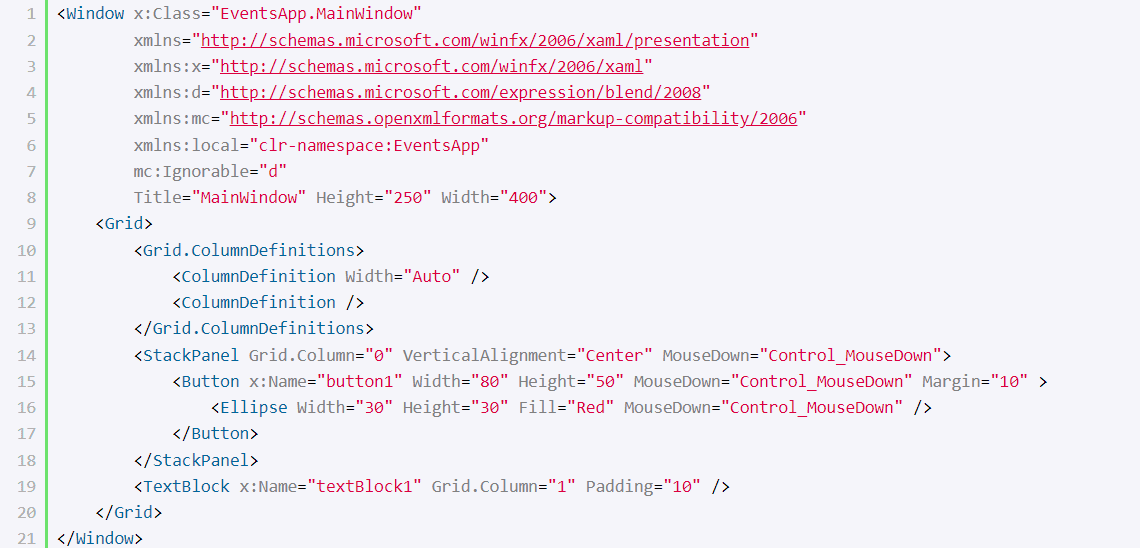 1 <Window x:Class="EventsApp.MainWindow"
2 xmlns="http://schemas.microsoft.com/winfx/2006/xaml/presentation"
3 xmlns:x="http://schemas.microsoft.com/winfx/2006/xaml"
4 xmlns:d="http://schemas.microsoft.com/expression/blend/2008"
5 xmlns:mc="http://schemas.openxmlformats.org/markup-compatibility/2006"
6 xmlns:local="clr-namespace:EventsApp"
7 mc:Ignorable="d"
8 Title="MainWindow" Height="250" Width="400">
9 <Grid>
10 <Grid.ColumnDefinitions>
11 <ColumnDefinition Width="Auto" />
12 <ColumnDefinition />
13 </Grid.ColumnDefinitions>
14 <StackPanel Grid.Column="0" VerticalAlignment="Center" MouseDown="Control_MouseDown">
15 <Button x:Name="button1" Width="80" Height="50" MouseDown="Control_MouseDown" Margin="10" >
16 <Ellipse Width="30" Height="30" Fill="Red" MouseDown="Control_MouseDown" />
17 </Button>
18 </StackPanel>
19 <TextBlock x:Name="textBlock1" Grid.Column="1" Padding="10" />
20 </Grid>
21 </Window>